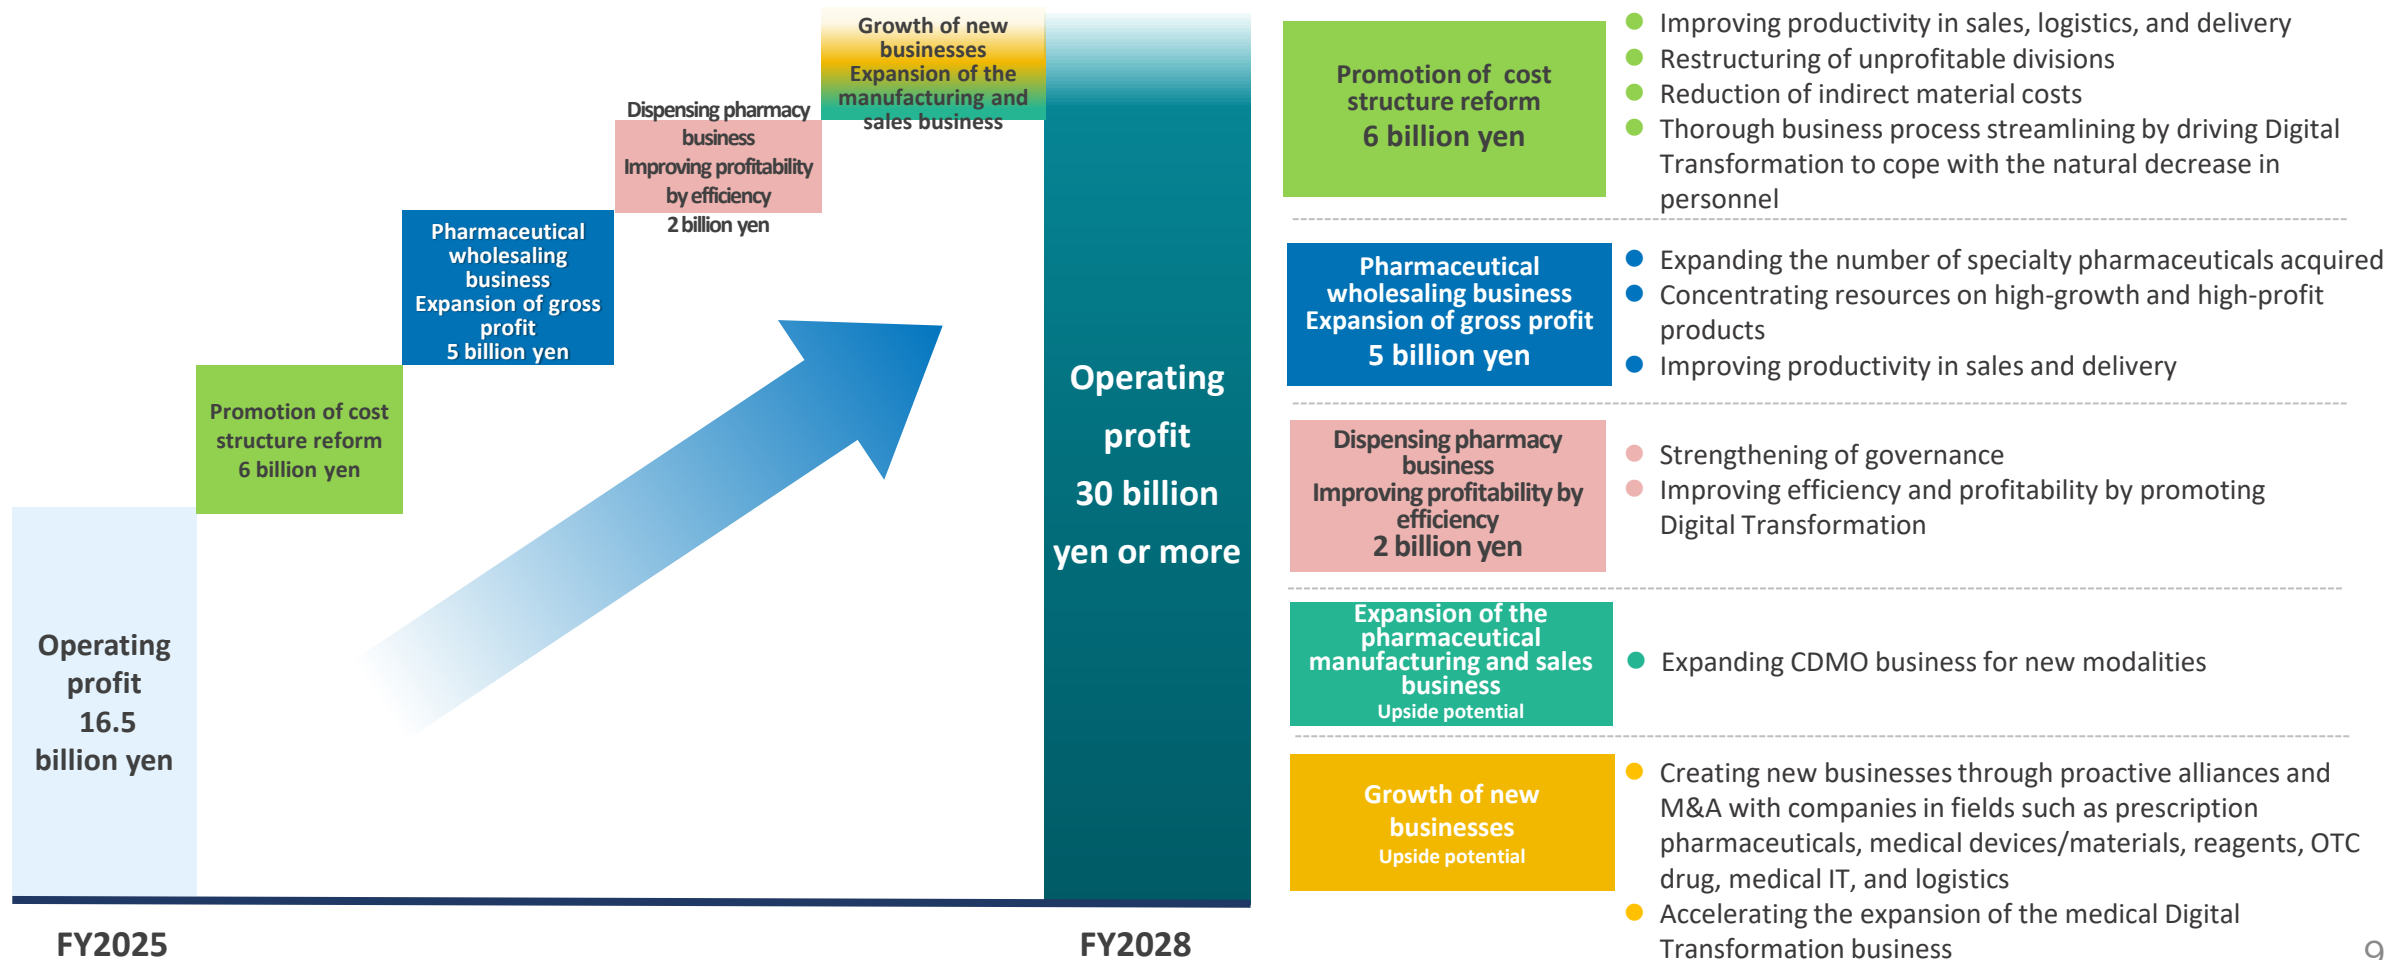 Growth of new
businesses
Expansion of the
manufacturing and
sales business
Dispensing pharmacy
business
Improving profitability
by efficiency
2 billion yen
Pharmaceutical
wholesaling
business
Expansion of gross
profit
5 billion yen
Promotion of cost
structure reform
6 billion yen
Operating
profit
16.5
billion yen
Operating
profit
30 billion
yen or more
FY2025
FY2028
Promotion of cost
structure reform
6 billion yen
Improving productivity in sales, logistics, and delivery
Restructuring of unprofitable divisions
Reduction of indirect material costs
Thorough business process streamlining by driving Digital
Transformation to cope with the natural decrease in
personnel
Pharmaceutical
wholesaling business
Expansion of gross profit
5 billion yen
Expanding the number of specialty pharmaceuticals acquired
Concentrating resources on high-growth and high-profit
products
Improving productivity in sales and delivery
Dispensing pharmacy
business
Improving profitability by
efficiency
2 billion yen
Strengthening of governance
Improving efficiency and profitability by promoting
Digital Transformation
Expansion of the
pharmaceutical
manufacturing and sales
business
Upside potential
Expanding CDMO business for new modalities
Growth of new
businesses
Upside potential
Creating new businesses through proactive alliances and
M&A with companies in fields such as prescription
pharmaceuticals, medical devices/materials, reagents, OTC
drug, medical IT, and logistics
Accelerating the expansion of the medical Digital
Transformation business
9